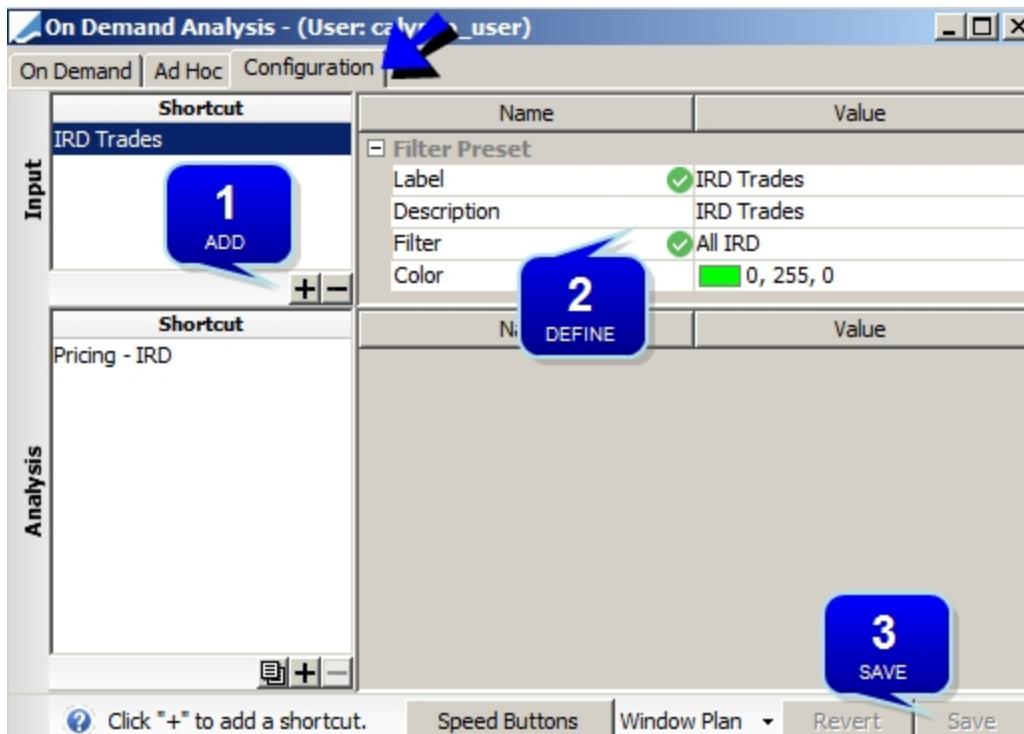 On Demand Analysis - (User: calypso_user)
On Demand Ad Hoc Configuration
Input
Shortcut
IRD Trades
1
ADD
Name Value
Filter Preset
Label IRD Trades
Description IRD Trades
Filter All IRD
Color 0, 255, 0
2
DEFINE
Analysis
Shortcut
Pricing - IRD
Value
3
SAVE
Click "+" to add a shortcut. Speed Buttons Window Plan Revert Save